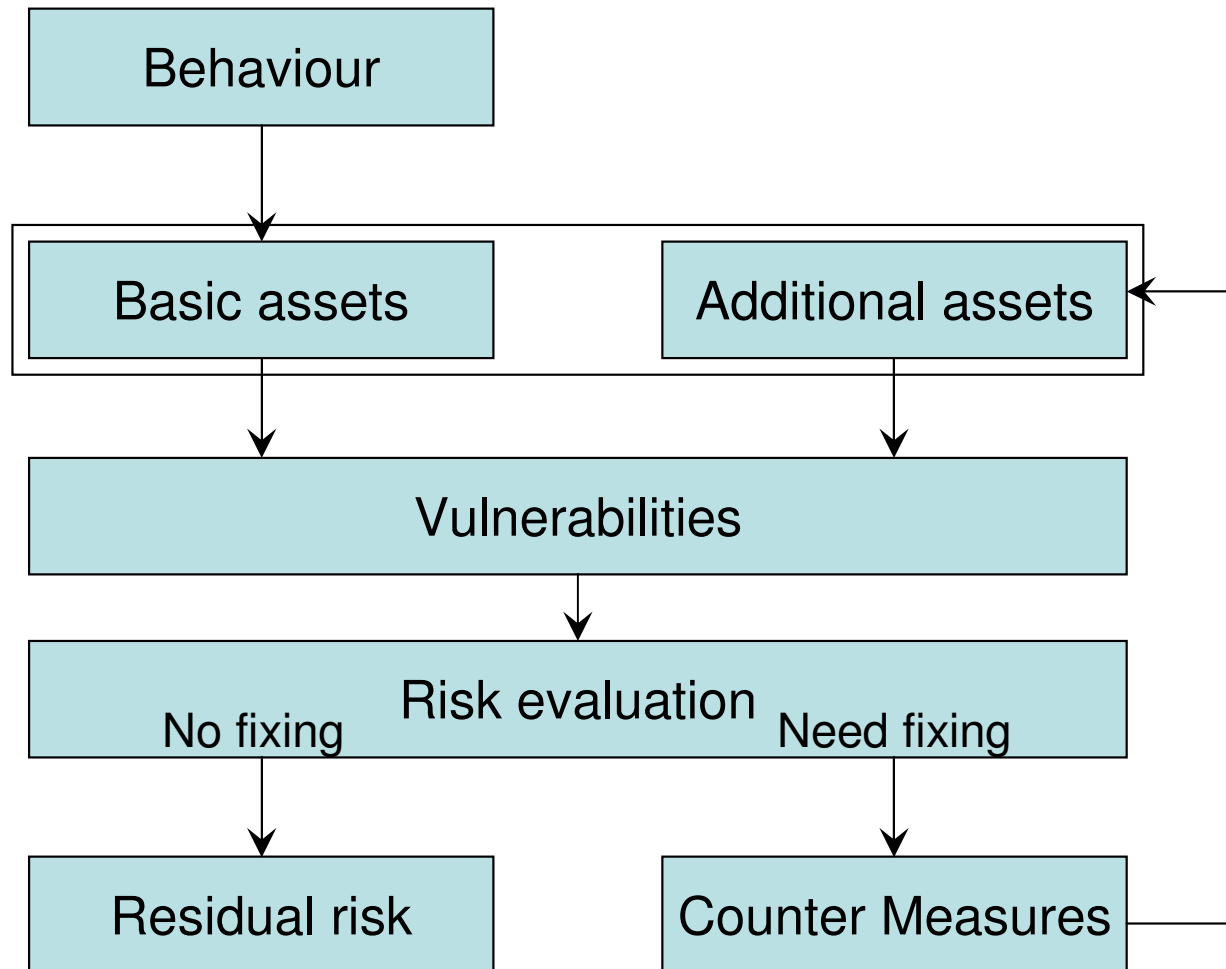 Behaviour
Basic assets
Additional assets
Vulnerabilities
Risk evaluation
No fixing
Need fixing
Residual risk
Counter Measures